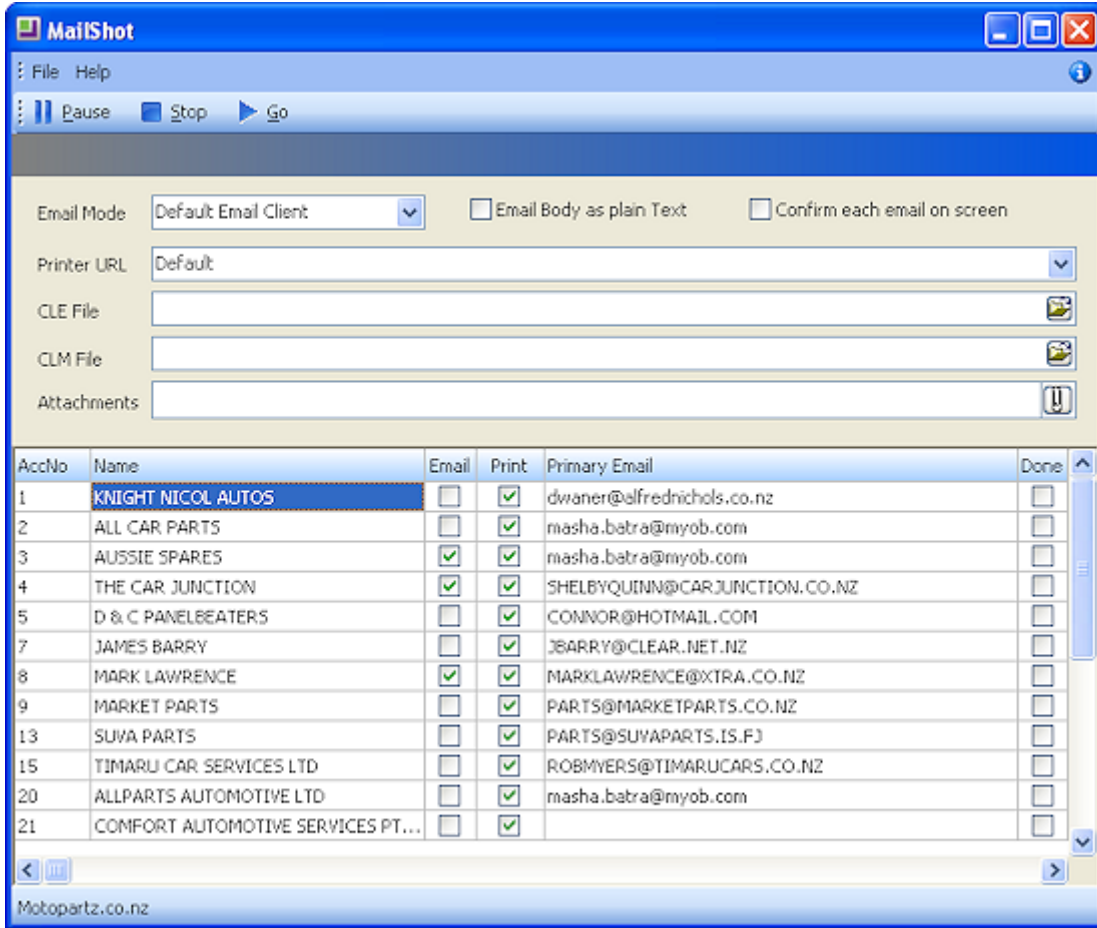 MailShot
File Help
Pause Stop Go
Email Mode Default Email Client Email Body as plain Text Confirm each email on screen
Printer URL Default
CLE File
CLM File
Attachments
AccNo Name Email Print Primary Email Done
1 KNIGHT NICOL AUTOS dwaner@alfrednichols.co.nz
2 ALL CAR PARTS masha.batra@myob.com
3 AUSSIE SPARES masha.batra@myob.com
4 THE CAR JUNCTION SHELBYQUINN@CARJUNCTION.CO.NZ
5 D & C PANELBEATERS CONNOR@HOTMAIL.COM
7 JAMES BARRY JBARRY@CLEAR.NET.NZ
8 MARK LAWRENCE MARKLAWRENCE@XTRA.CO.NZ
9 MARKET PARTS PARTS@MARKETPARTS.CO.NZ
13 SUVA PARTS PARTS@SUVAPARTS.IS.FJ
15 TIMARU CAR SERVICES LTD ROBMYERS@TIMARUCARS.CO.NZ
20 ALLPARTS AUTOMOTIVE LTD masha.batra@myob.com
21 COMFORT AUTOMOTIVE SERVICES PT...
Motopartz.co.nz